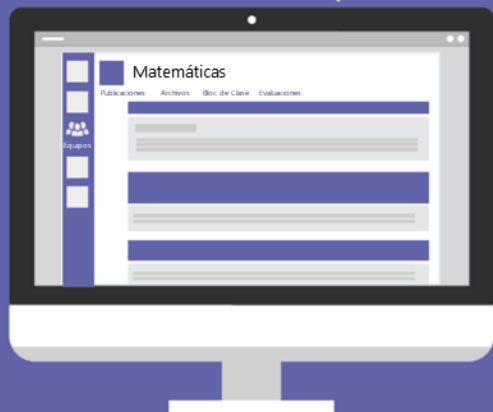 Matemáticas
Publicaciones Archivos Bloc de Clase Evaluaciones
Equipos